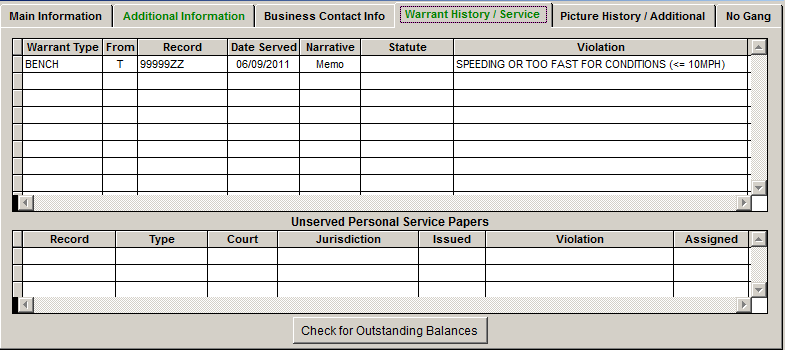 Main Information Additional Information Business Contact Info Warrant History / Service Picture History / Additional No Gang
Warrant Type From Record Date Served Narrative Statute Violation
BENCH T 99999ZZ 06/09/2011 Memo SPEEDING OR TOO FAST FOR CONDITIONS (<= 10MPH)
Unserved Personal Service Papers
Record Type Court Jurisdiction Issued Violation Assigned
Check for Outstanding Balances